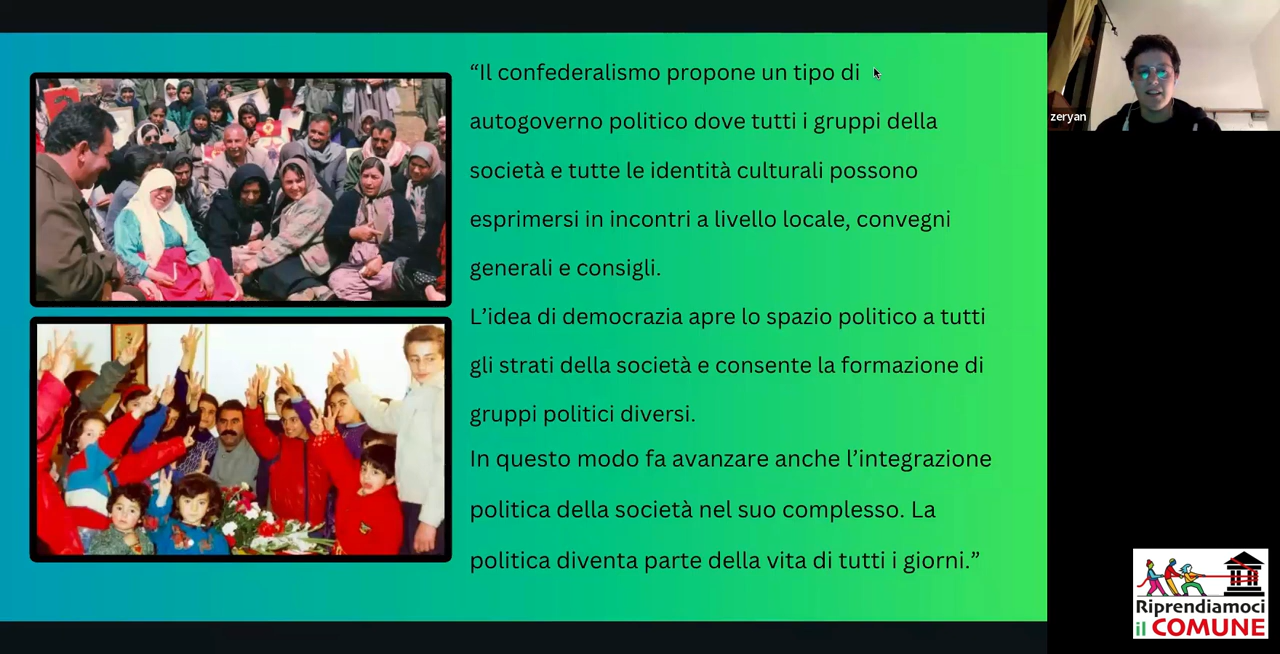 “Il confederalismo propone un tipo di
autogoverno politico dove tutti i gruppi della
società e tutte le identità culturali possono
esprimersi in incontri a livello locale, convegni
generali e consigli.
L’idea di democrazia apre lo spazio politico a tutti
gli strati della società e consente la formazione di
gruppi politici diversi.
In questo modo fa avanzare anche l’integrazione
politica della società nel suo complesso. La
politica diventa parte della vita di tutti i giorni.”
zeryan
Riprendiamoci
il COMUNE